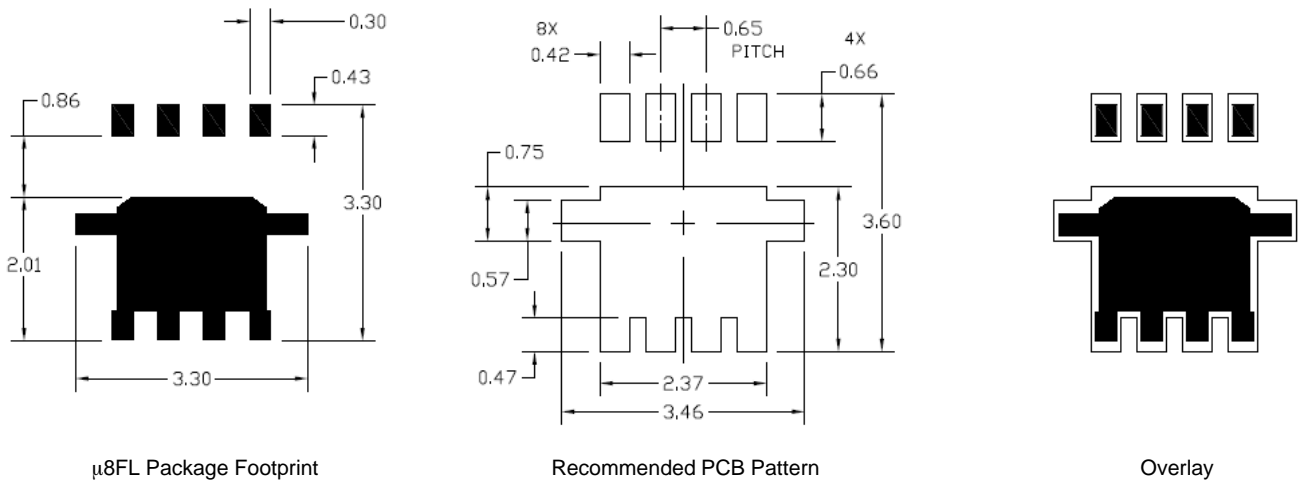 0.30
0.43
0.86
3.30
2.01
3.30
8X
0.42
0.65
PITCH
4X
0.66
0.75
3.60
2.30
0.57
0.47
2.37
3.46
μ8FL Package Footprint
Recommended PCB Pattern
Overlay